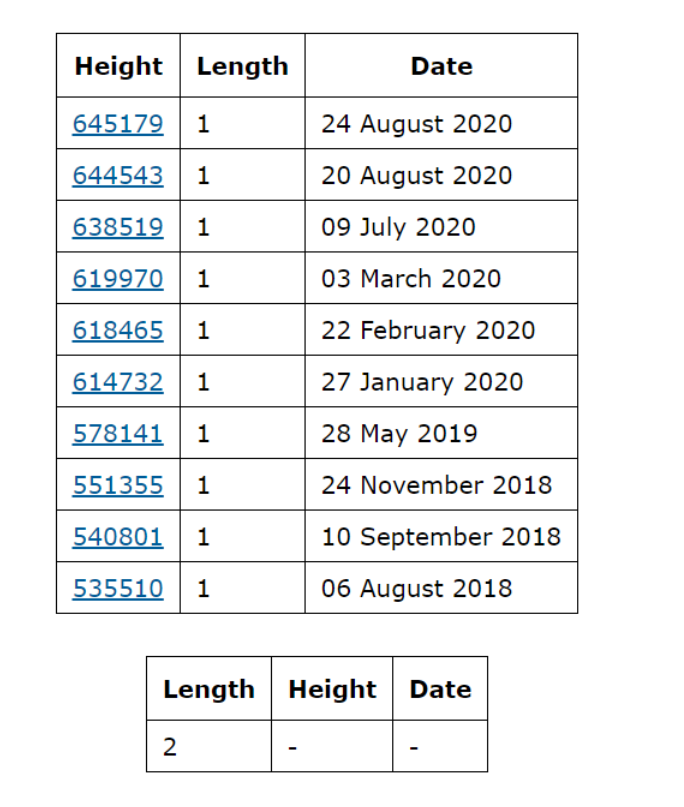 Height Length Date
645179 1 24 August 2020
644543 1 20 August 2020
638519 1 09 July 2020
619970 1 03 March 2020
618465 1 22 February 2020
614732 1 27 January 2020
578141 1 28 May 2019
551355 1 24 November 2018
540801 1 10 September 2018
535510 1 06 August 2018
Length Height Date
2 - -